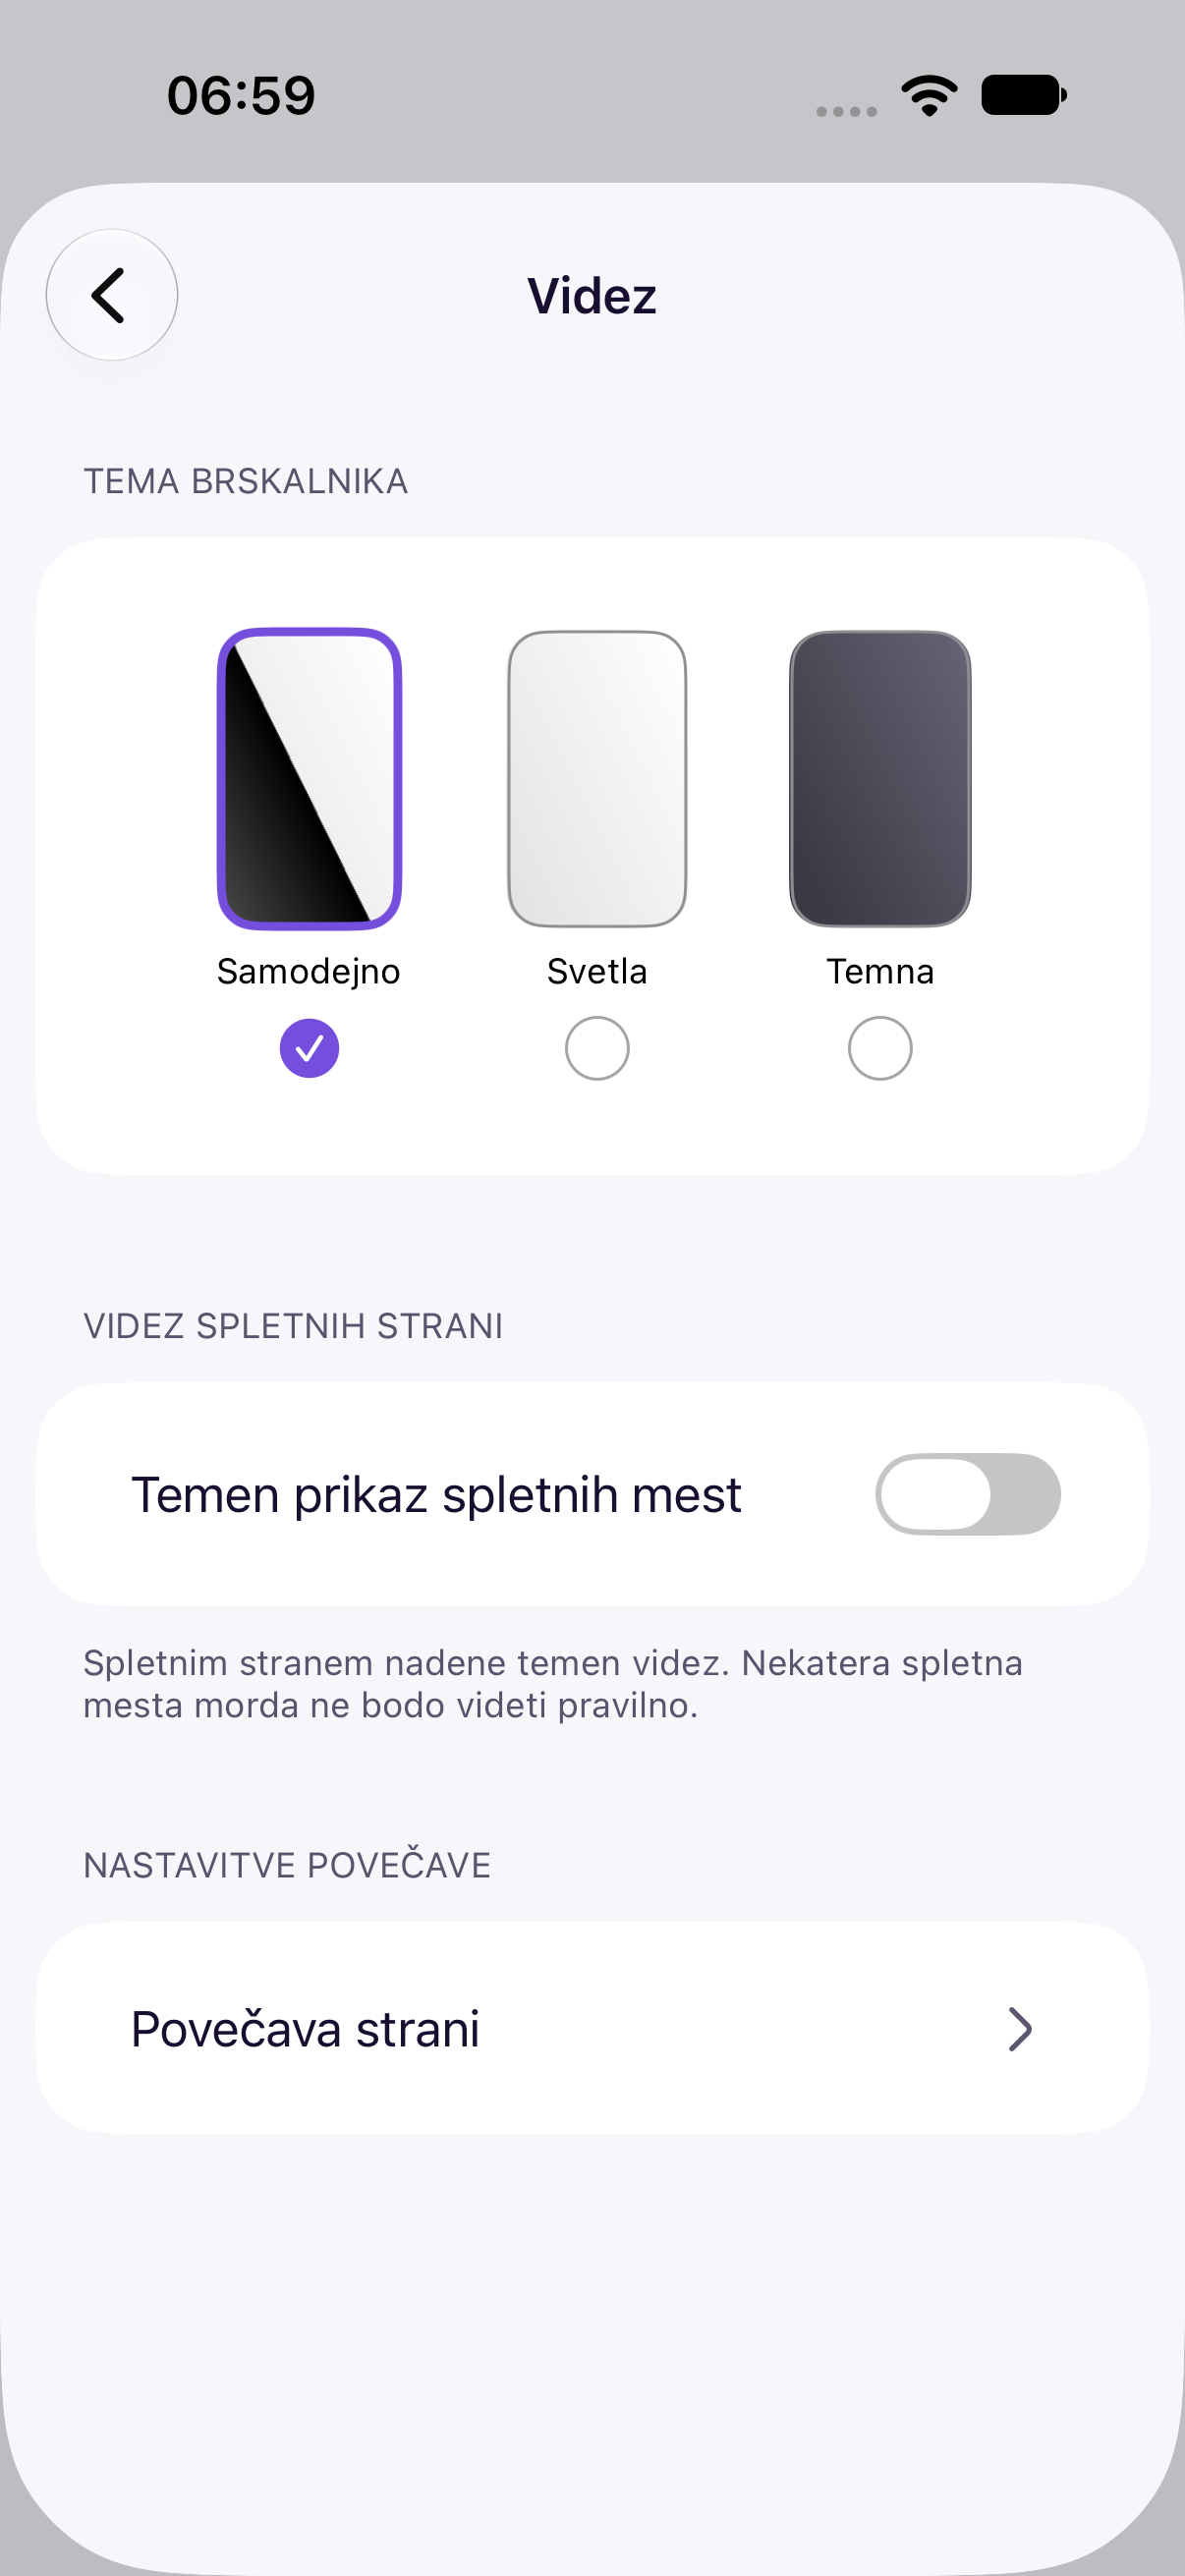 06:59
Videz
TEMA BRSKALNIKA
Samodejno
Svetla
Temna
VIDEZ SPLETNIH STRANI
Temen prikaz spletnih mest
Spletnim stranem nadene temen videz. Nekatera spletna
mesta morda ne bodo videti pravilno.
NASTAVITVE POVEČAVE
Povečava strani